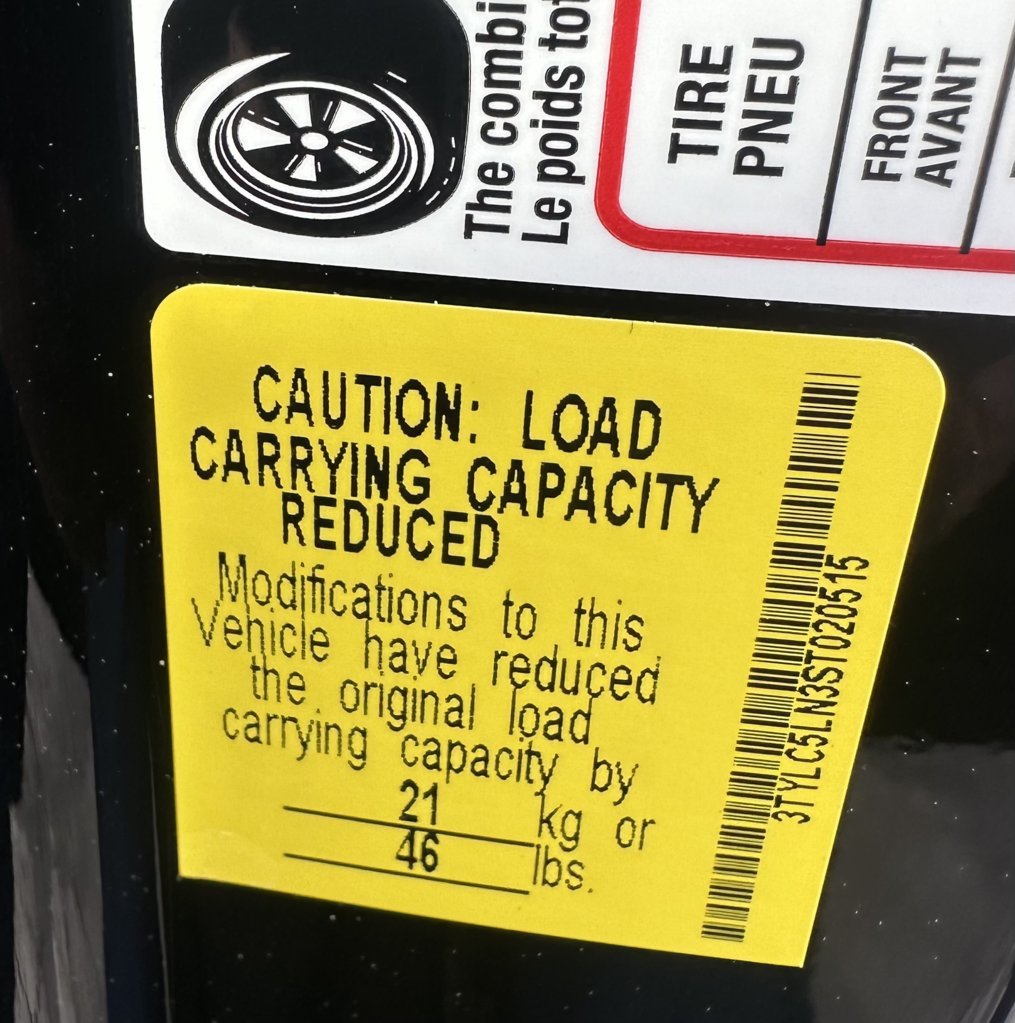 The combi
Le poids tot
TIRE
PNEU
FRONT
AVANT
CAUTION: LOAD
CARRYING CAPACITY
REDUCED
Modifications to this
Vehicle have reduced
the original load
carrying capacity by
21 kg or
46 lbs.
3TYLC5LN3ST020515